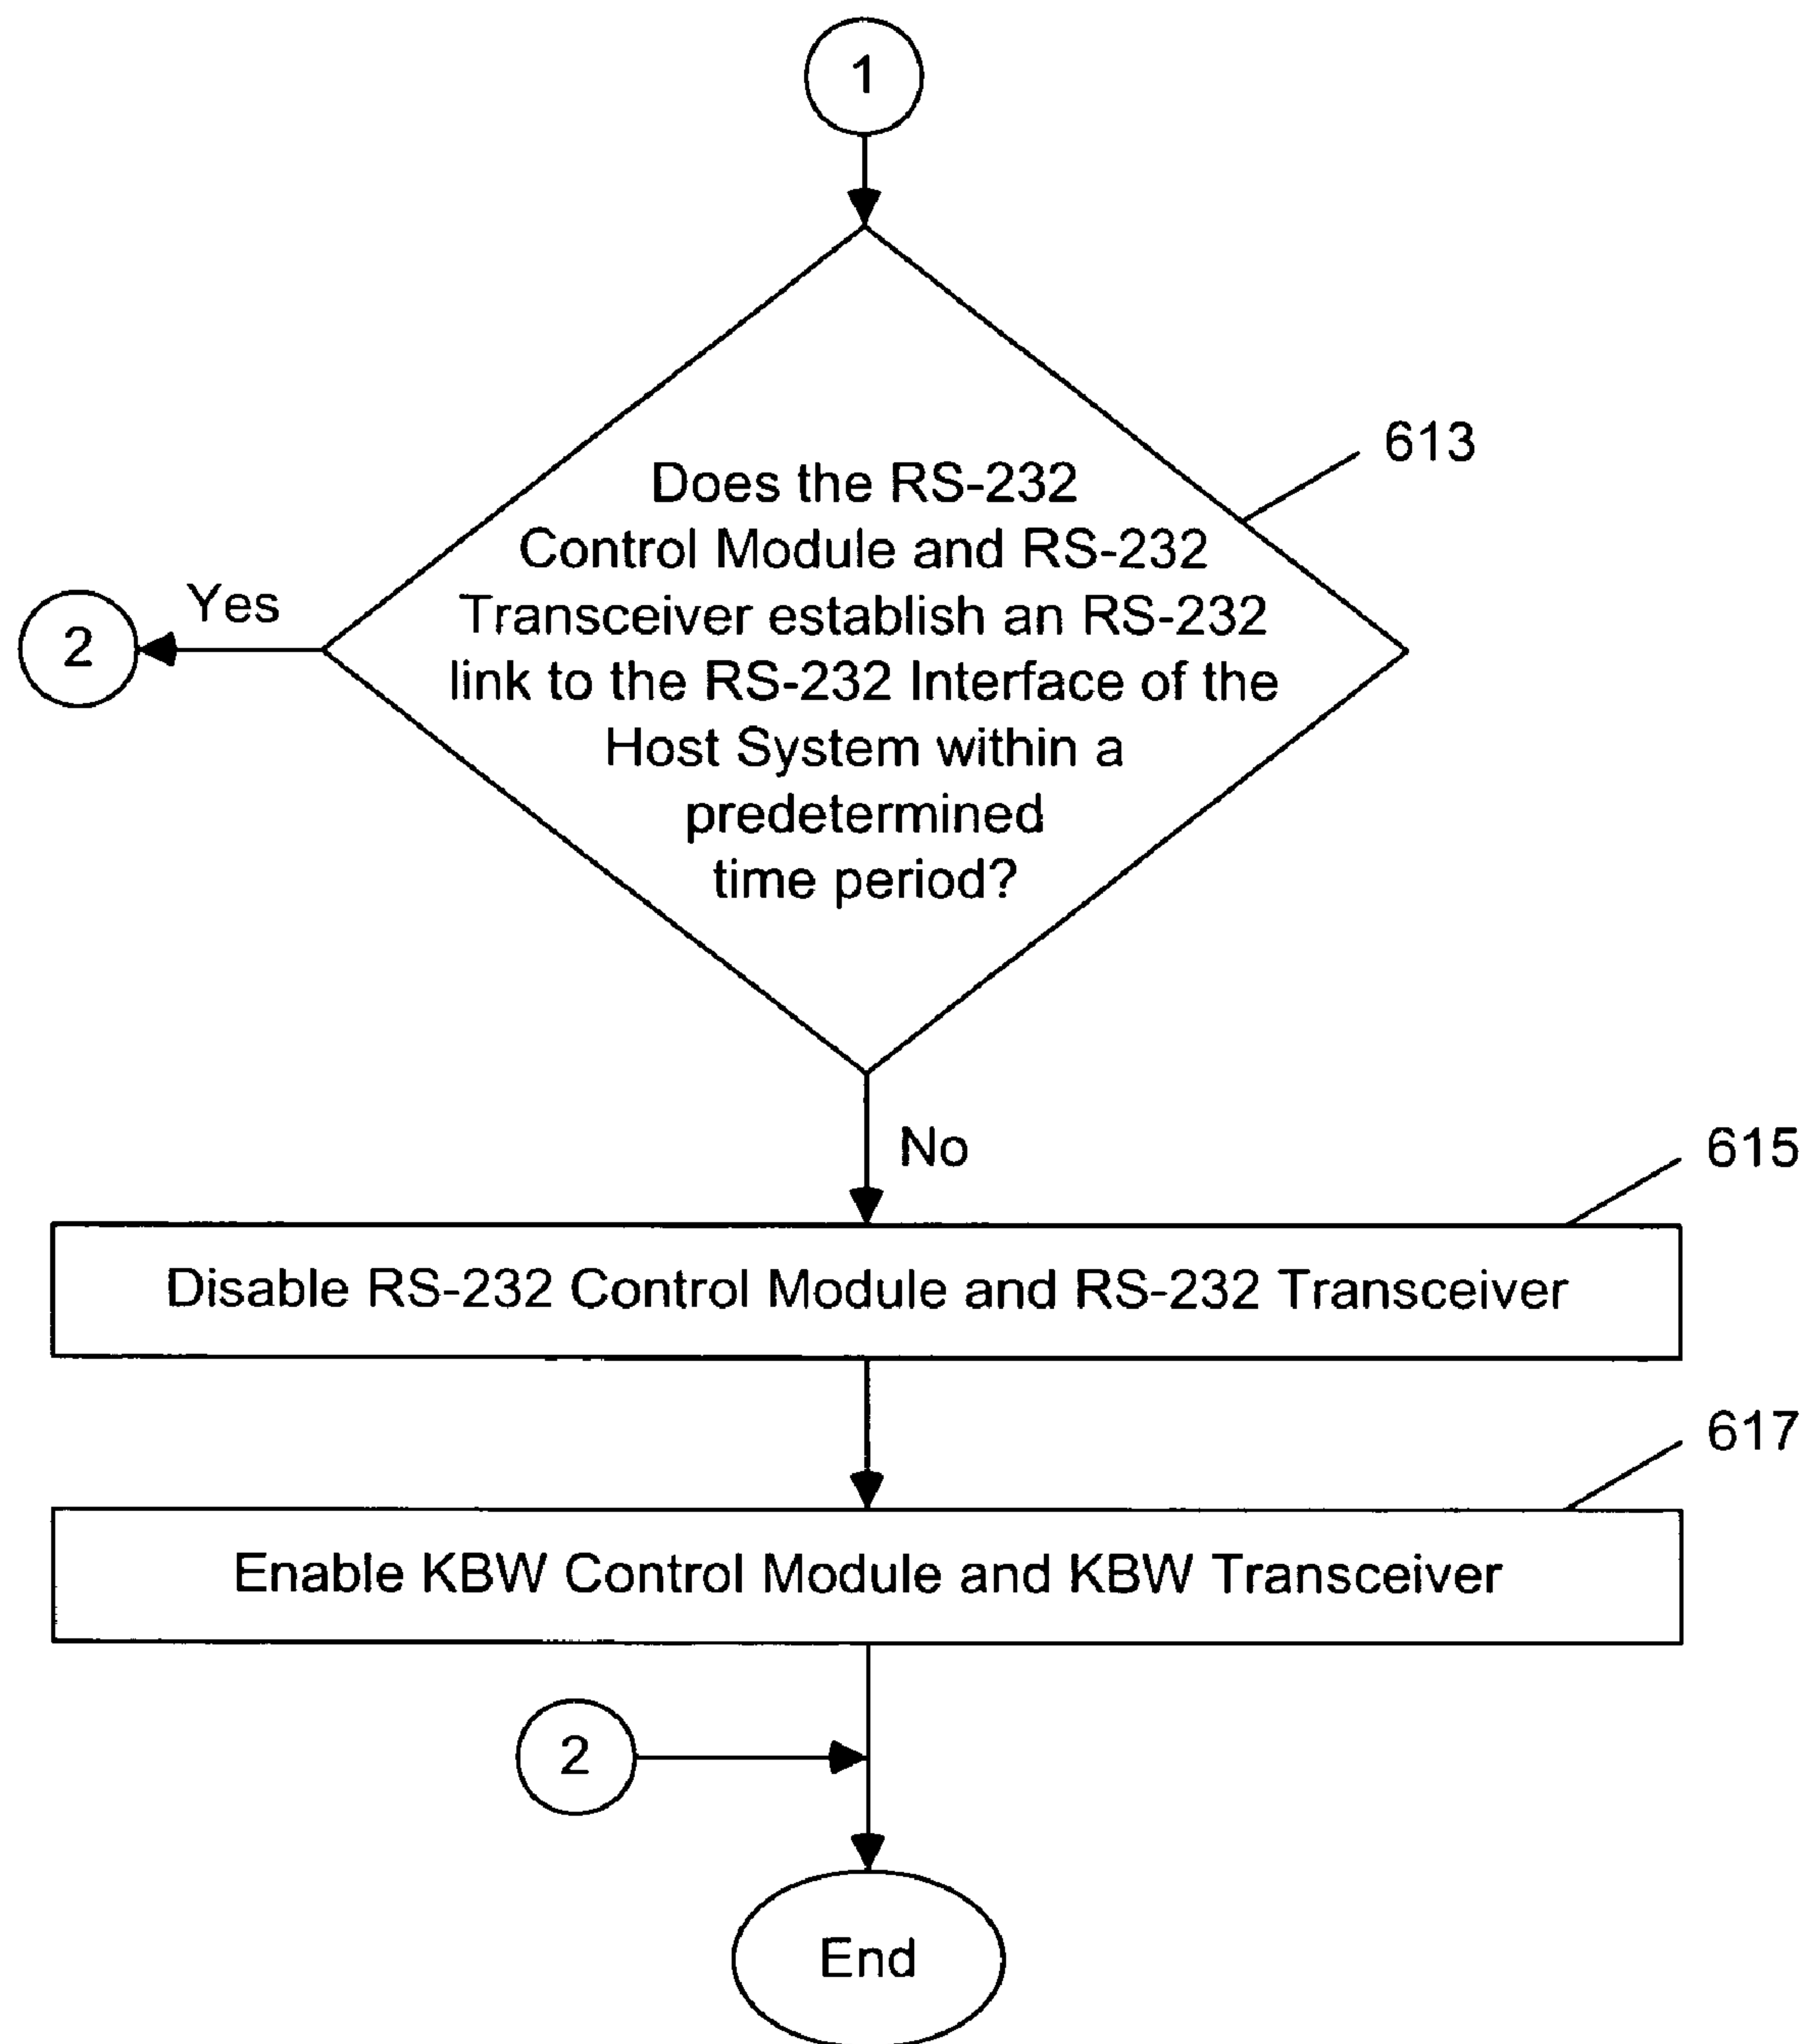 1
613
Does the RS-232
Control Module and RS-232
Transceiver establish an RS-232
link to the RS-232 Interface of the
Host System within a
predetermined
time period?
Yes
2
No
615
Disable RS-232 Control Module and RS-232 Transceiver
617
Enable KBW Control Module and KBW Transceiver
2
End